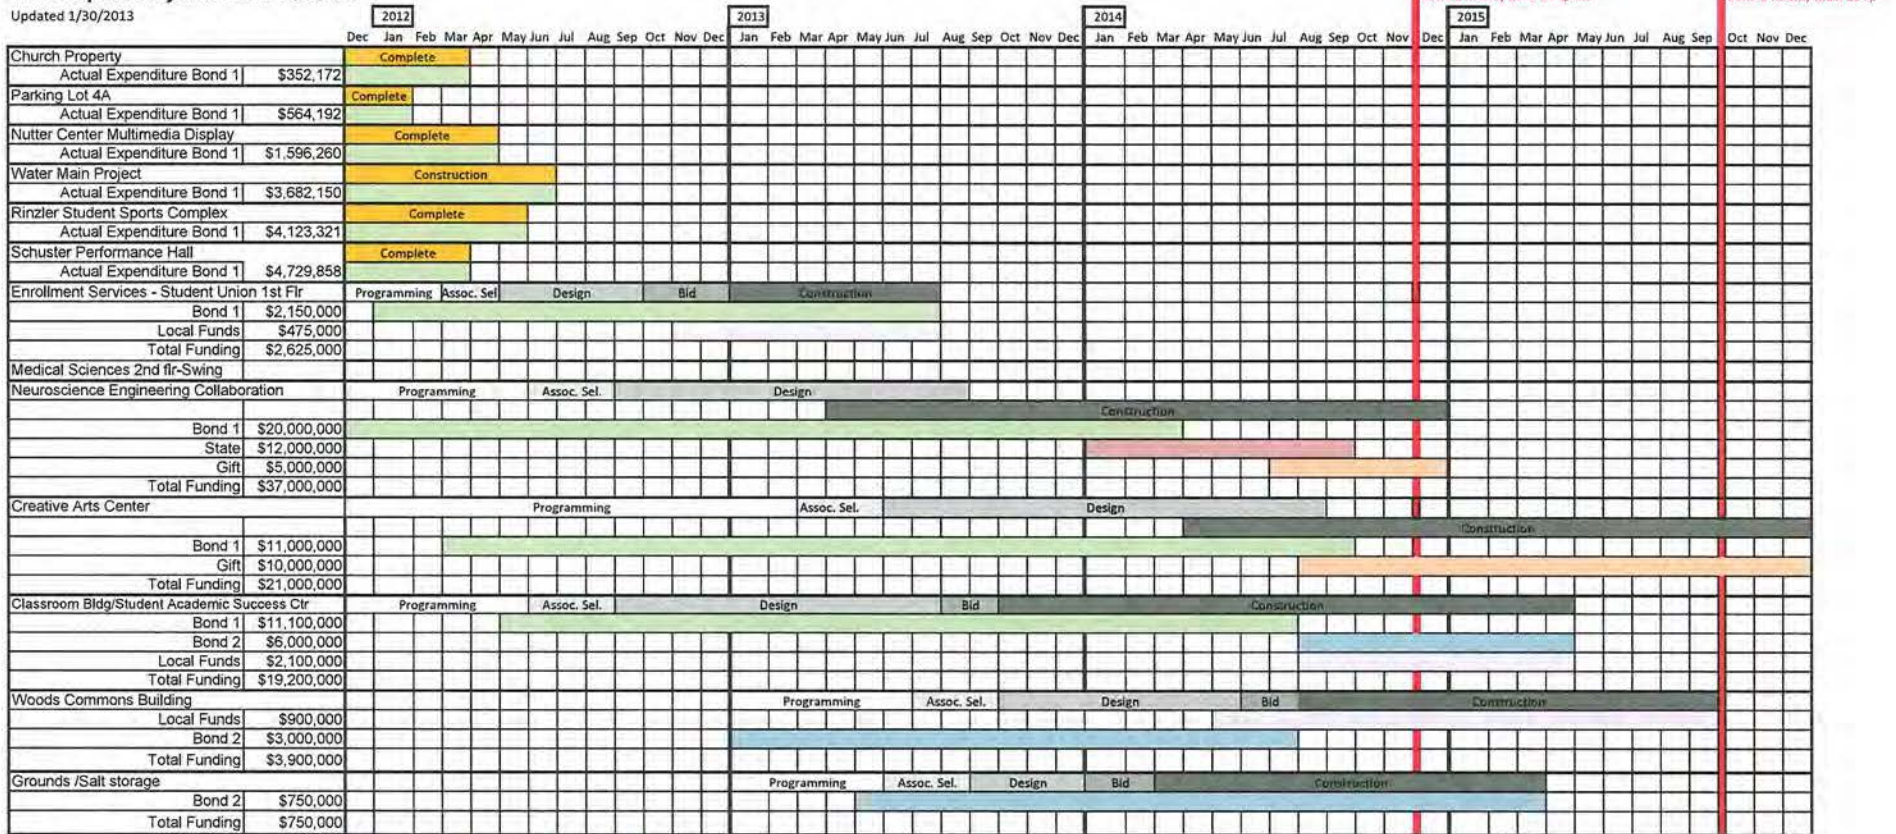 Updated 1/30/2013
2012 2013 2014 2015
Dec Jan Feb Mar Apr May Jun Jul Aug Sep Oct Nov Dec Jan Feb Mar Apr May Jun Jul Aug Sep Oct Nov Dec Jan Feb Mar Apr May Jun Jul Aug Sep Oct Nov Dec Jan Feb Mar Apr May Jun Jul Aug Sep Oct Nov Dec
Church Property Complete
Actual Expenditure Bond 1 $352,172
Parking Lot 4A Complete
Actual Expenditure Bond 1 $564,192
Nutter Center Multimedia Display Complete
Actual Expenditure Bond 1 $1,596,260
Water Main Project Construction
Actual Expenditure Bond 1 $3,682,150
Rinzler Student Sports Complex Complete
Actual Expenditure Bond 1 $4,123,321
Schuster Performance Hall Complete
Actual Expenditure Bond 1 $4,729,858
Enrollment Services - Student Union 1st Flr Programming Assoc. Sel Design Bid Construction
Bond 1 $2,150,000
Local Funds $475,000
Total Funding $2,625,000
Medical Sciences 2nd flr-Swing
Neuroscience Engineering Collaboration Programming Assoc. Sel. Design
Construction
Bond 1 $20,000,000
State $12,000,000
Gift $5,000,000
Total Funding $37,000,000
Creative Arts Center Programming Assoc. Sel. Design
Construction
Bond 1 $11,000,000
Gift $10,000,000
Total Funding $21,000,000
Classroom Bldg/Student Academic Success Ctr Programming Assoc. Sel. Design Bid Construction
Bond 1 $11,100,000
Bond 2 $6,000,000
Local Funds $2,100,000
Total Funding $19,200,000
Woods Commons Building Programming Assoc. Sel. Design Bid Construction
Local Funds $900,000
Bond 2 $3,000,000
Total Funding $3,900,000
Grounds /Salt storage Programming Assoc. Sel. Design Bid Construction
Bond 2 $750,000
Total Funding $750,000